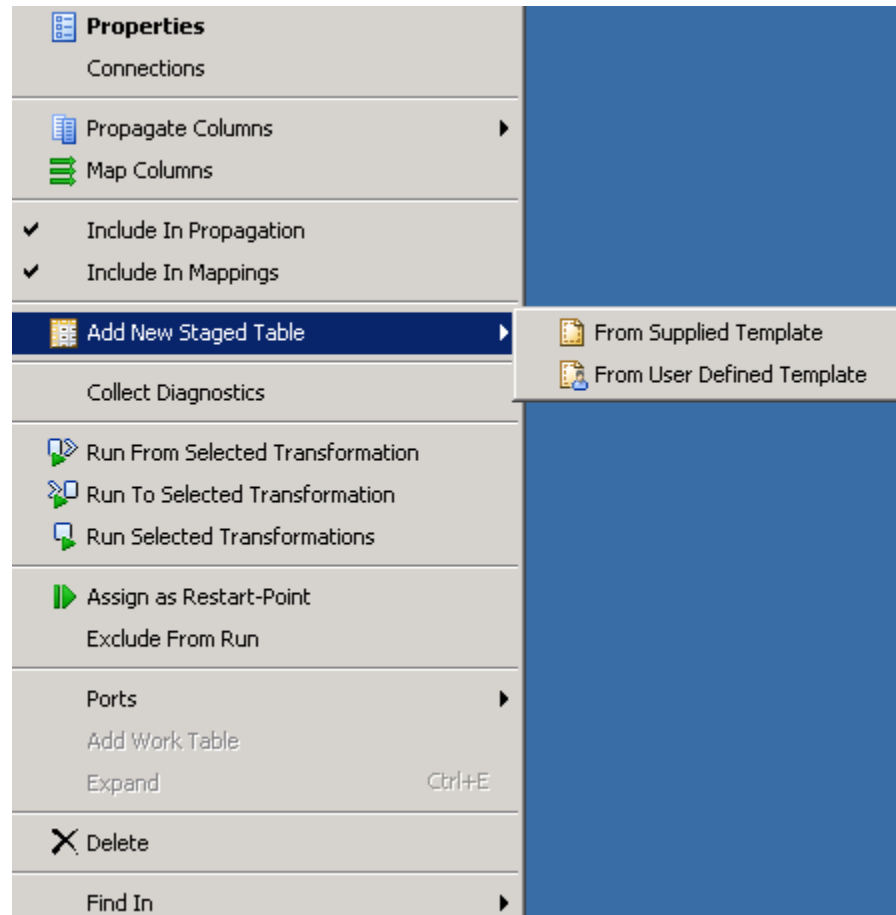 Properties
Connections
Propagate Columns
Map Columns
Include In Propagation
Include In Mappings
Add New Staged Table
From Supplied Template
From User Defined Template
Collect Diagnostics
Run From Selected Transformation
Run To Selected Transformation
Run Selected Transformations
Assign as Restart-Point
Exclude From Run
Ports
Add Work Table
Expand Ctrl+E
Delete
Find In